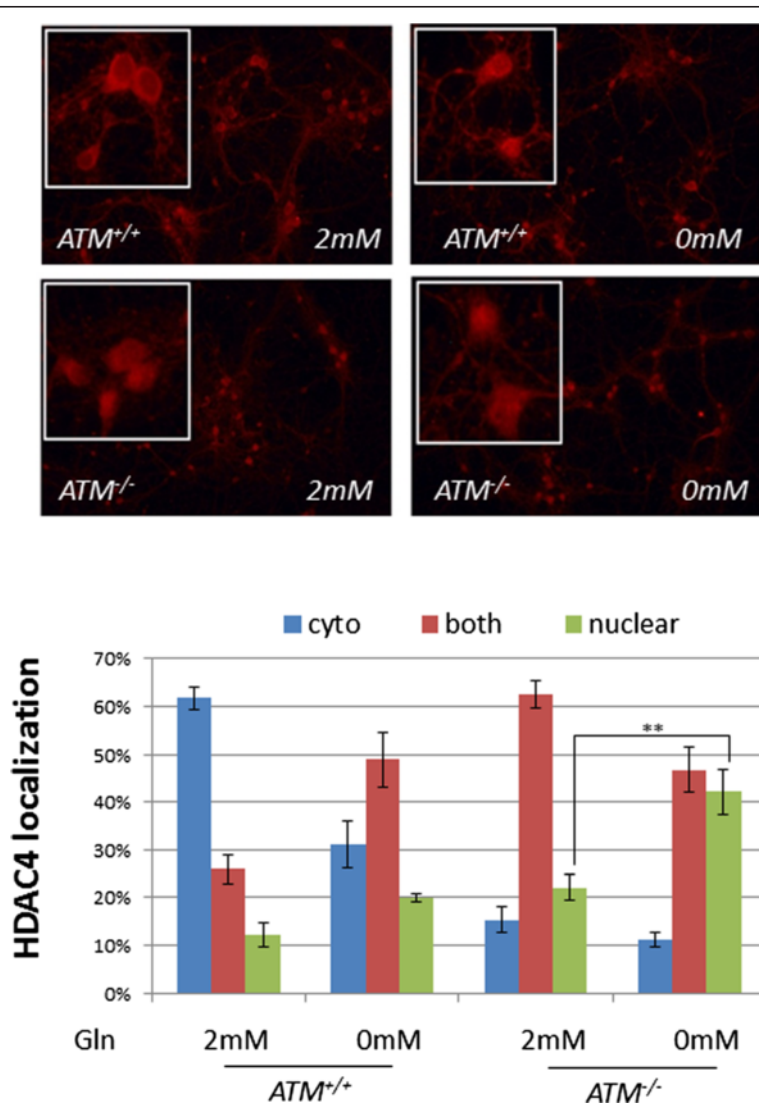 ATM+/+ 2mM
ATM+/+ 0mM
ATM-/- 2mM
ATM-/- 0mM
cyto both nuclear
HDAC4 localization
70%
60%
50%
40%
30%
20%
10%
0%
**
Gln 2mM 0mM 2mM 0mM
ATM+/+ ATM-/-